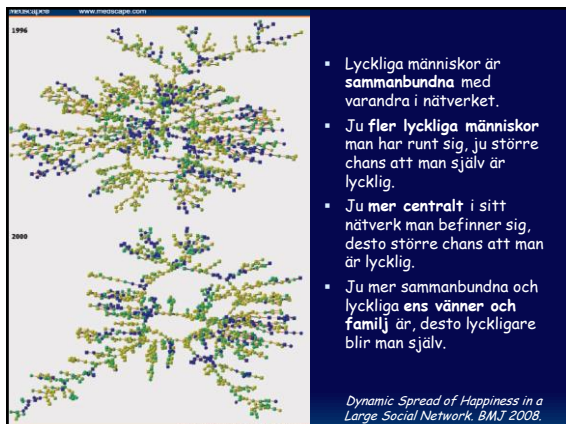 Medscape® www.medscape.com
1996
2000
▪ Lyckliga människor är
sammanbundna med
varandra i nätverket.
▪ Ju fler lyckliga människor
man har runt sig, ju större
chans att man själv är
lycklig.
▪ Ju mer centralt i sitt
nätverk man befinner sig,
desto större chans att man
är lycklig.
▪ Ju mer sammanbundna och
lyckliga ens vänner och
familj är, desto lyckligare
blir man själv.
Dynamic Spread of Happiness in a
Large Social Network. BMJ 2008.